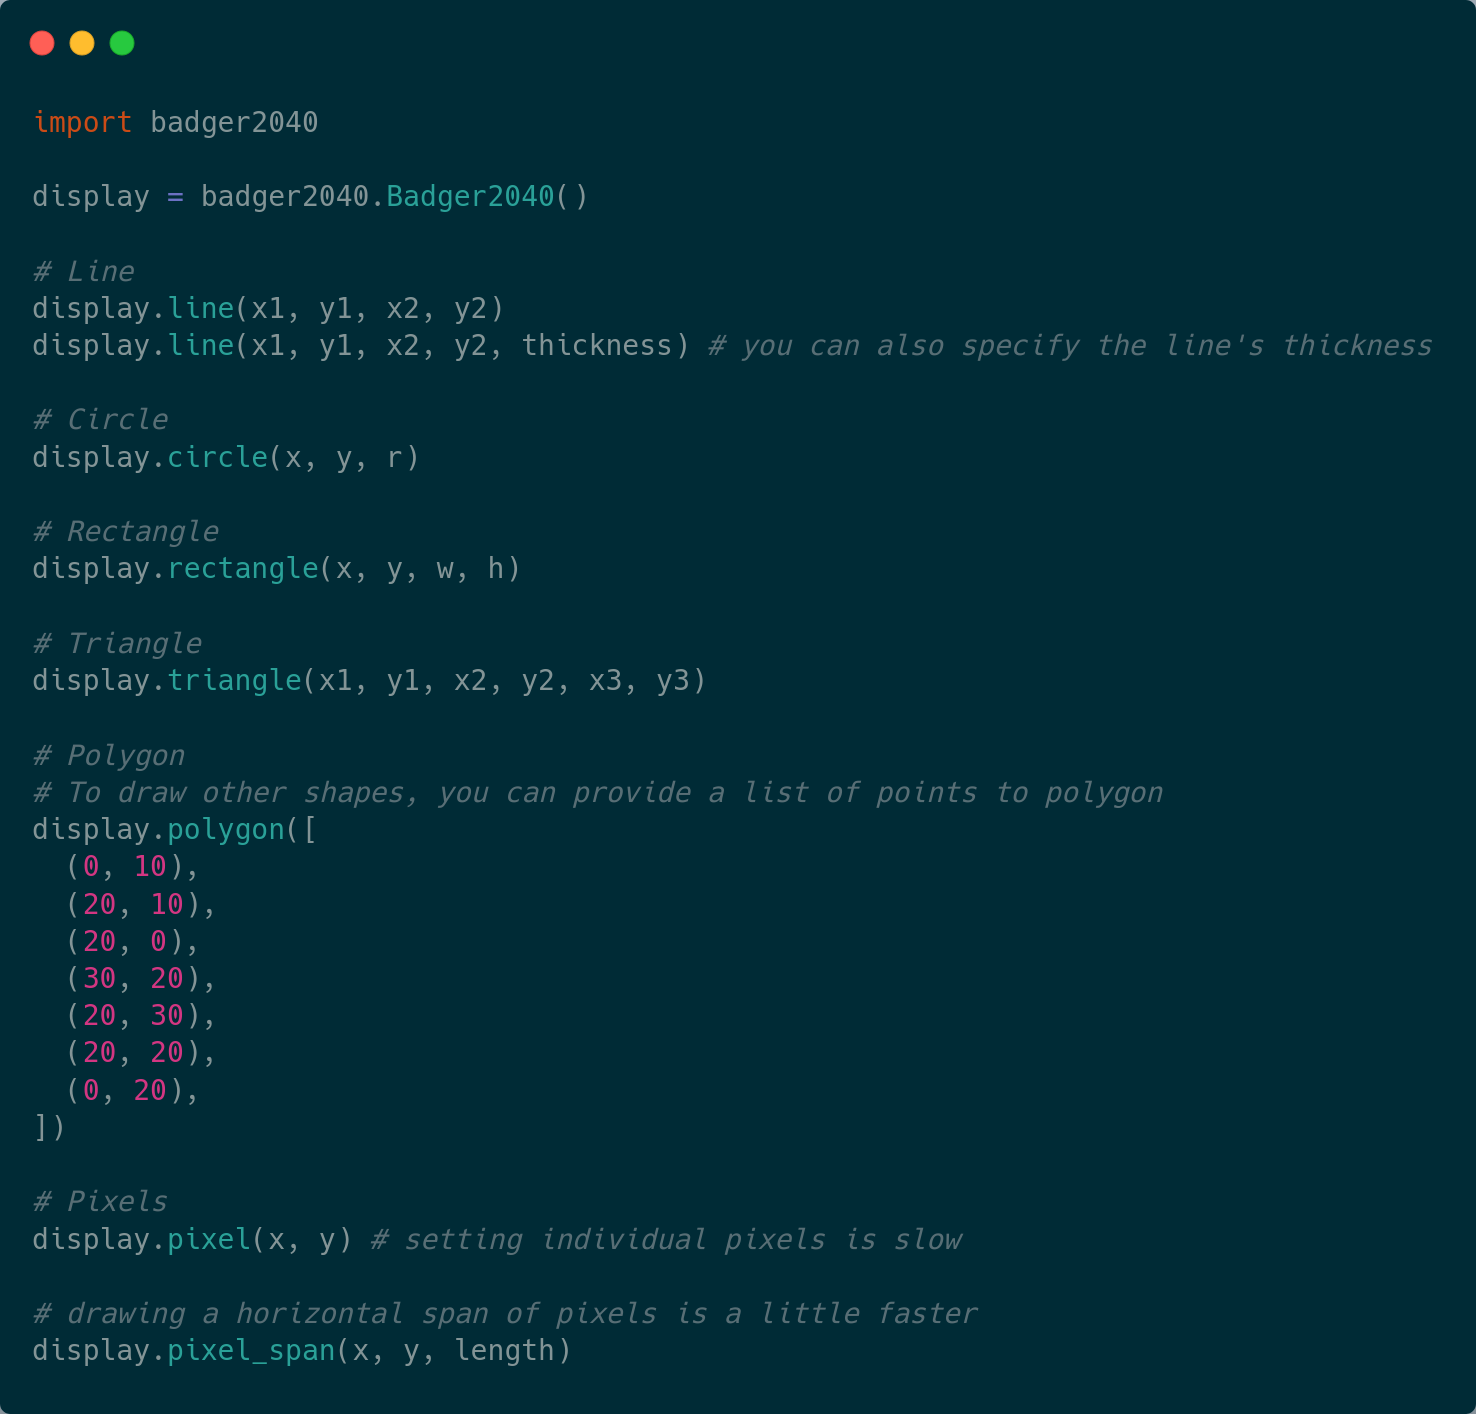 import badger2040

display = badger2040.Badger2040()

# Line
display.line(x1, y1, x2, y2)
display.line(x1, y1, x2, y2, thickness) # you can also specify the line's thickness

# Circle
display.circle(x, y, r)

# Rectangle
display.rectangle(x, y, w, h)

# Triangle
display.triangle(x1, y1, x2, y2, x3, y3)

# Polygon
# To draw other shapes, you can provide a list of points to polygon
display.polygon([
  (0, 10),
  (20, 10),
  (20, 0),
  (30, 20),
  (20, 30),
  (20, 20),
  (0, 20),
])

# Pixels
display.pixel(x, y) # setting individual pixels is slow

# drawing a horizontal span of pixels is a little faster
display.pixel_span(x, y, length)